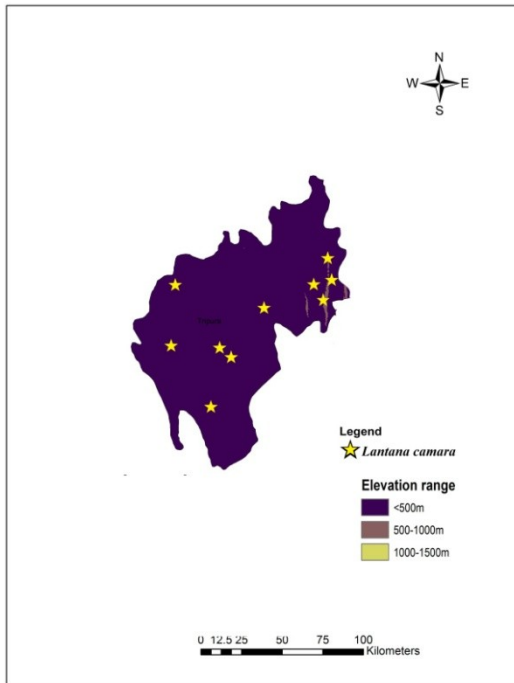 N
W E
S
Legend
Lantana camara
Elevation range
<500m
500-1000m
1000-1500m
0 12.5 25 50 75 100
Kilometers